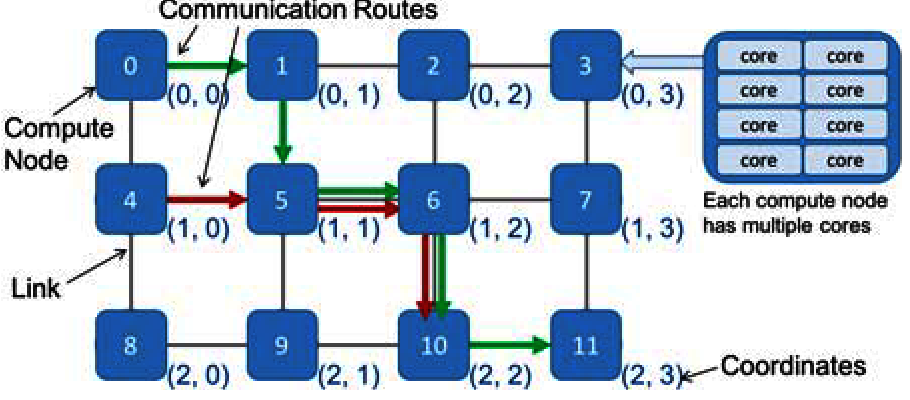 Communication Routes
0
1
2
3
core core
core core
core core
core core
(0, 0)
(0, 1)
(0, 2)
(0, 3)
Compute
Node
4
5
6
7
Each compute node
has multiple cores
(1, 0)
(1, 1)
(1, 2)
(1, 3)
Link
8
9
10
11
(2, 0)
(2, 1)
(2, 2)
(2, 3)
Coordinates